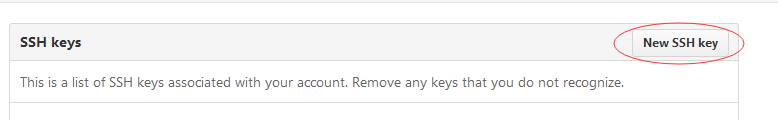 SSH keys
New SSH key
This is a list of SSH keys associated with your account. Remove any keys that you do not recognize.